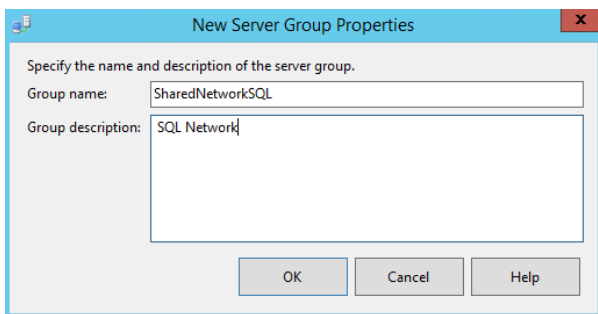 New Server Group Properties
x
Specify the name and description of the server group.
Group name: SharedNetworkSQL
Group description: SQL Network
OK Cancel Help